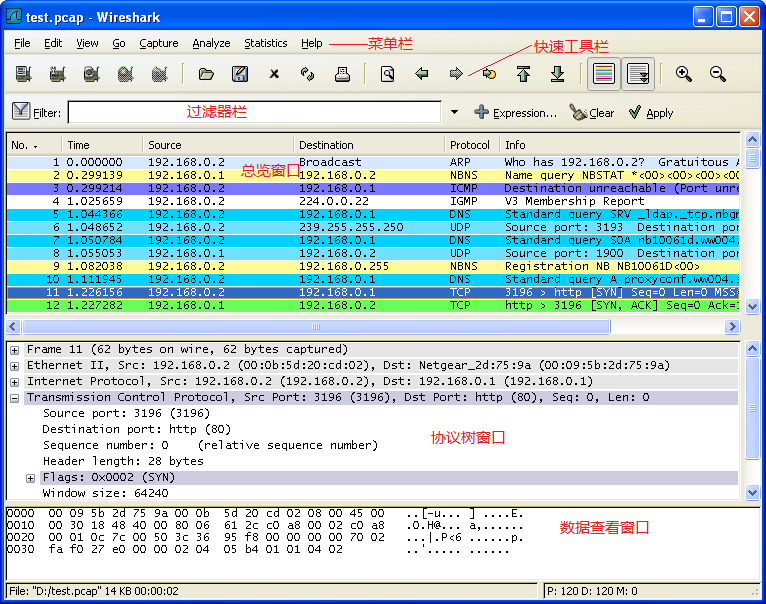 test.pcap - Wireshark
File Edit View Go Capture Analyze Statistics Help 菜单栏
快速工具栏
Filter: 过滤器栏 Expression... Clear Apply
No. . Time Source Destination Protocol Info
总览窗口
1 0.000000 192.168.0.2 Broadcast ARP Who has 192.168.0.2? Gratuitous A
2 0.299139 192.168.0.1 192.168.0.2 NBNS Name query NBSTAT *<00><00><00><0
3 0.299214 192.168.0.2 192.168.0.1 ICMP Destination unreachable (Port unre
4 1.025659 192.168.0.2 224.0.0.22 IGMP V3 Membership Report
5 1.044366 192.168.0.2 192.168.0.1 DNS Standard query SRV _ldap._tcp.nbgm
6 1.048652 192.168.0.2 239.255.255.250 UDP Source port: 3193 Destination por
7 1.050784 192.168.0.2 192.168.0.1 DNS Standard query SOA nb10061d.ww004.
8 1.055053 192.168.0.1 192.168.0.2 UDP Source port: 1900 Destination por
9 1.082038 192.168.0.2 192.168.0.255 NBNS Registration NB NB10061D<00>
10 1.111945 192.168.0.2 192.168.0.1 DNS Standard query A proxyconf.ww004.s
11 1.226156 192.168.0.2 192.168.0.1 TCP 3196 > http [SYN] Seq=0 Len=0 MSS=
12 1.227282 192.168.0.1 192.168.0.2 TCP http > 3196 [SYN, ACK] Seq=0 Ack=1
Frame 11 (62 bytes on wire, 62 bytes captured)
Ethernet II, Src: 192.168.0.2 (00:0b:5d:20:cd:02), Dst: Netgear_2d:75:9a (00:09:5b:2d:75:9a)
Internet Protocol, Src: 192.168.0.2 (192.168.0.2), Dst: 192.168.0.1 (192.168.0.1)
Transmission Control Protocol, Src Port: 3196 (3196), Dst Port: http (80), Seq: 0, Len: 0
Source port: 3196 (3196)
Destination port: http (80)
协议树窗口
Sequence number: 0 (relative sequence number)
Header length: 28 bytes
Flags: 0x0002 (SYN)
Window size: 64240
0000 00 09 5b 2d 75 9a 00 0b 5d 20 cd 02 08 00 45 00 ..[-u... ] ....E.
0010 00 30 18 48 40 00 80 06 61 2c c0 a8 00 02 c0 a8 .0.H@... a,......
0020 00 01 0c 7c 00 50 3c 36 95 f8 00 00 00 00 70 02 ...|.P<6 ......p.
0030 fa f0 27 e0 00 00 02 04 05 b4 01 01 04 02 ..'..... ......
数据查看窗口
File: "D:/test.pcap" 14 KB 00:00:02 P: 120 D: 120 M: 0